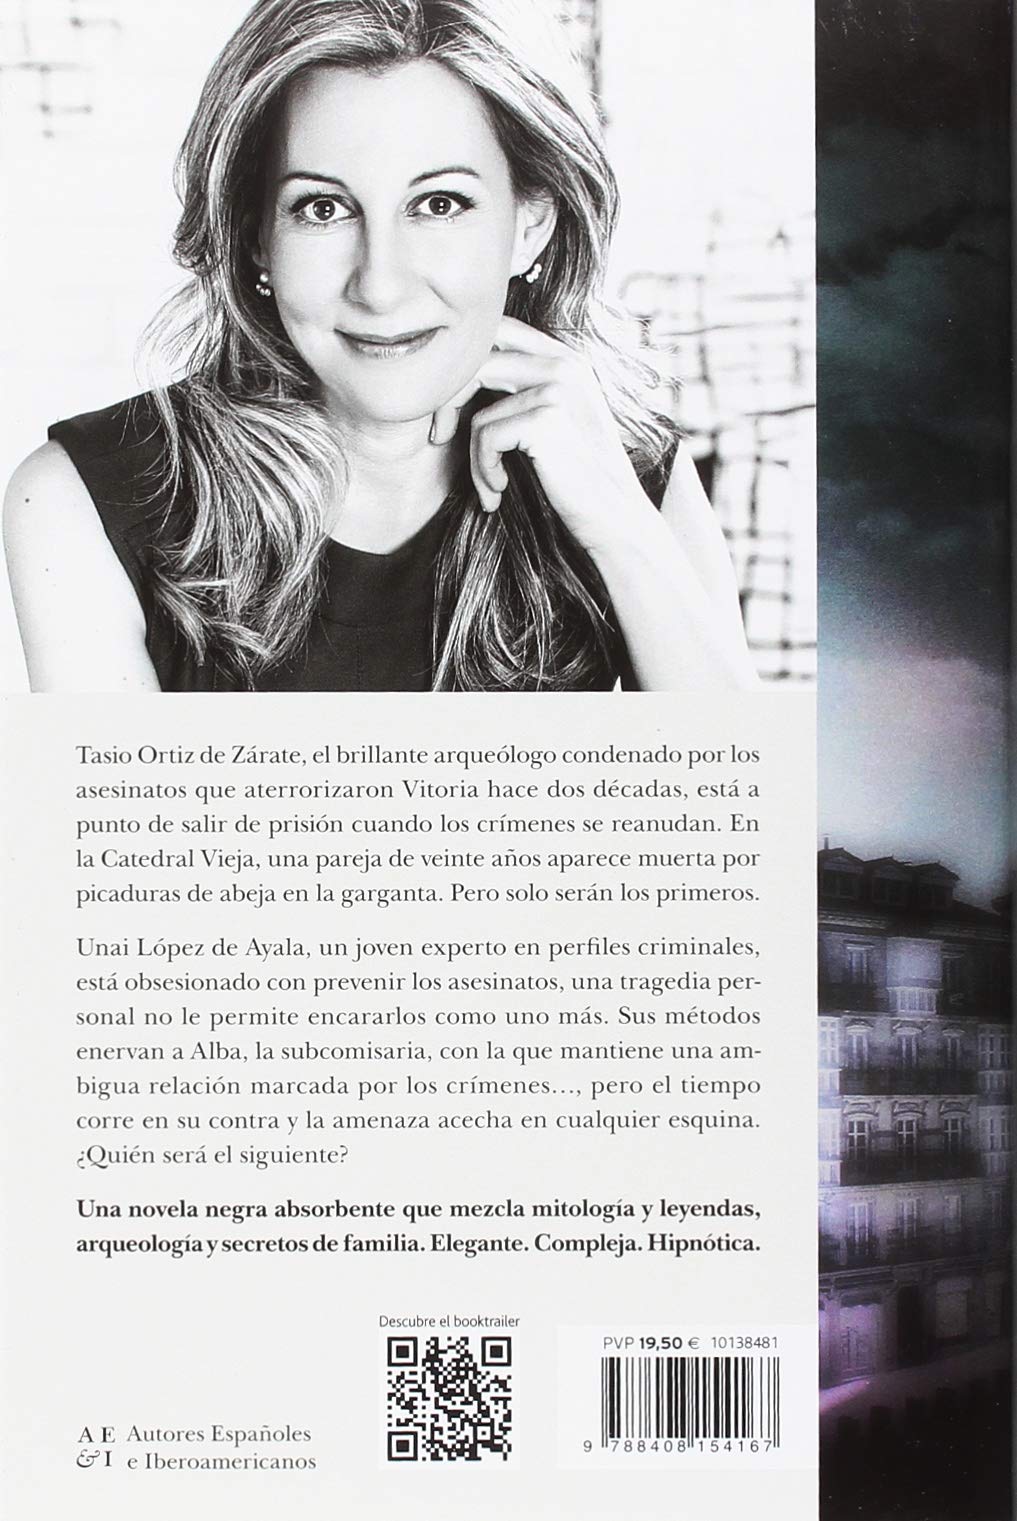 Tasio Ortiz de Zárate, el brillante arqueólogo condenado por los
asesinatos que aterrorizaron Vitoria hace dos décadas, está a
punto de salir de prisión cuando los crímenes se reanudan. En
la Catedral Vieja, una pareja de veinte años aparece muerta por
picaduras de abeja en la garganta. Pero solo serán los primeros.
Unai López de Ayala, un joven experto en perfiles criminales,
está obsesionado con prevenir los asesinatos, una tragedia per-
sonal no le permite encararlos como uno más. Sus métodos
enervan a Alba, la subcomisaria, con la que mantiene una am-
bigua relación marcada por los crímenes..., pero el tiempo
corre en su contra y la amenaza acecha en cualquier esquina.
¿Quién será el siguiente?
Una novela negra absorbente que mezcla mitología y leyendas,
arqueología y secretos de familia. Elegante. Compleja. Hipnótica.
Descubre el booktrailer
PVP 19,50 € 10138481
9 788408 154167
A E Autores Españoles
& I e Iberoamericanos